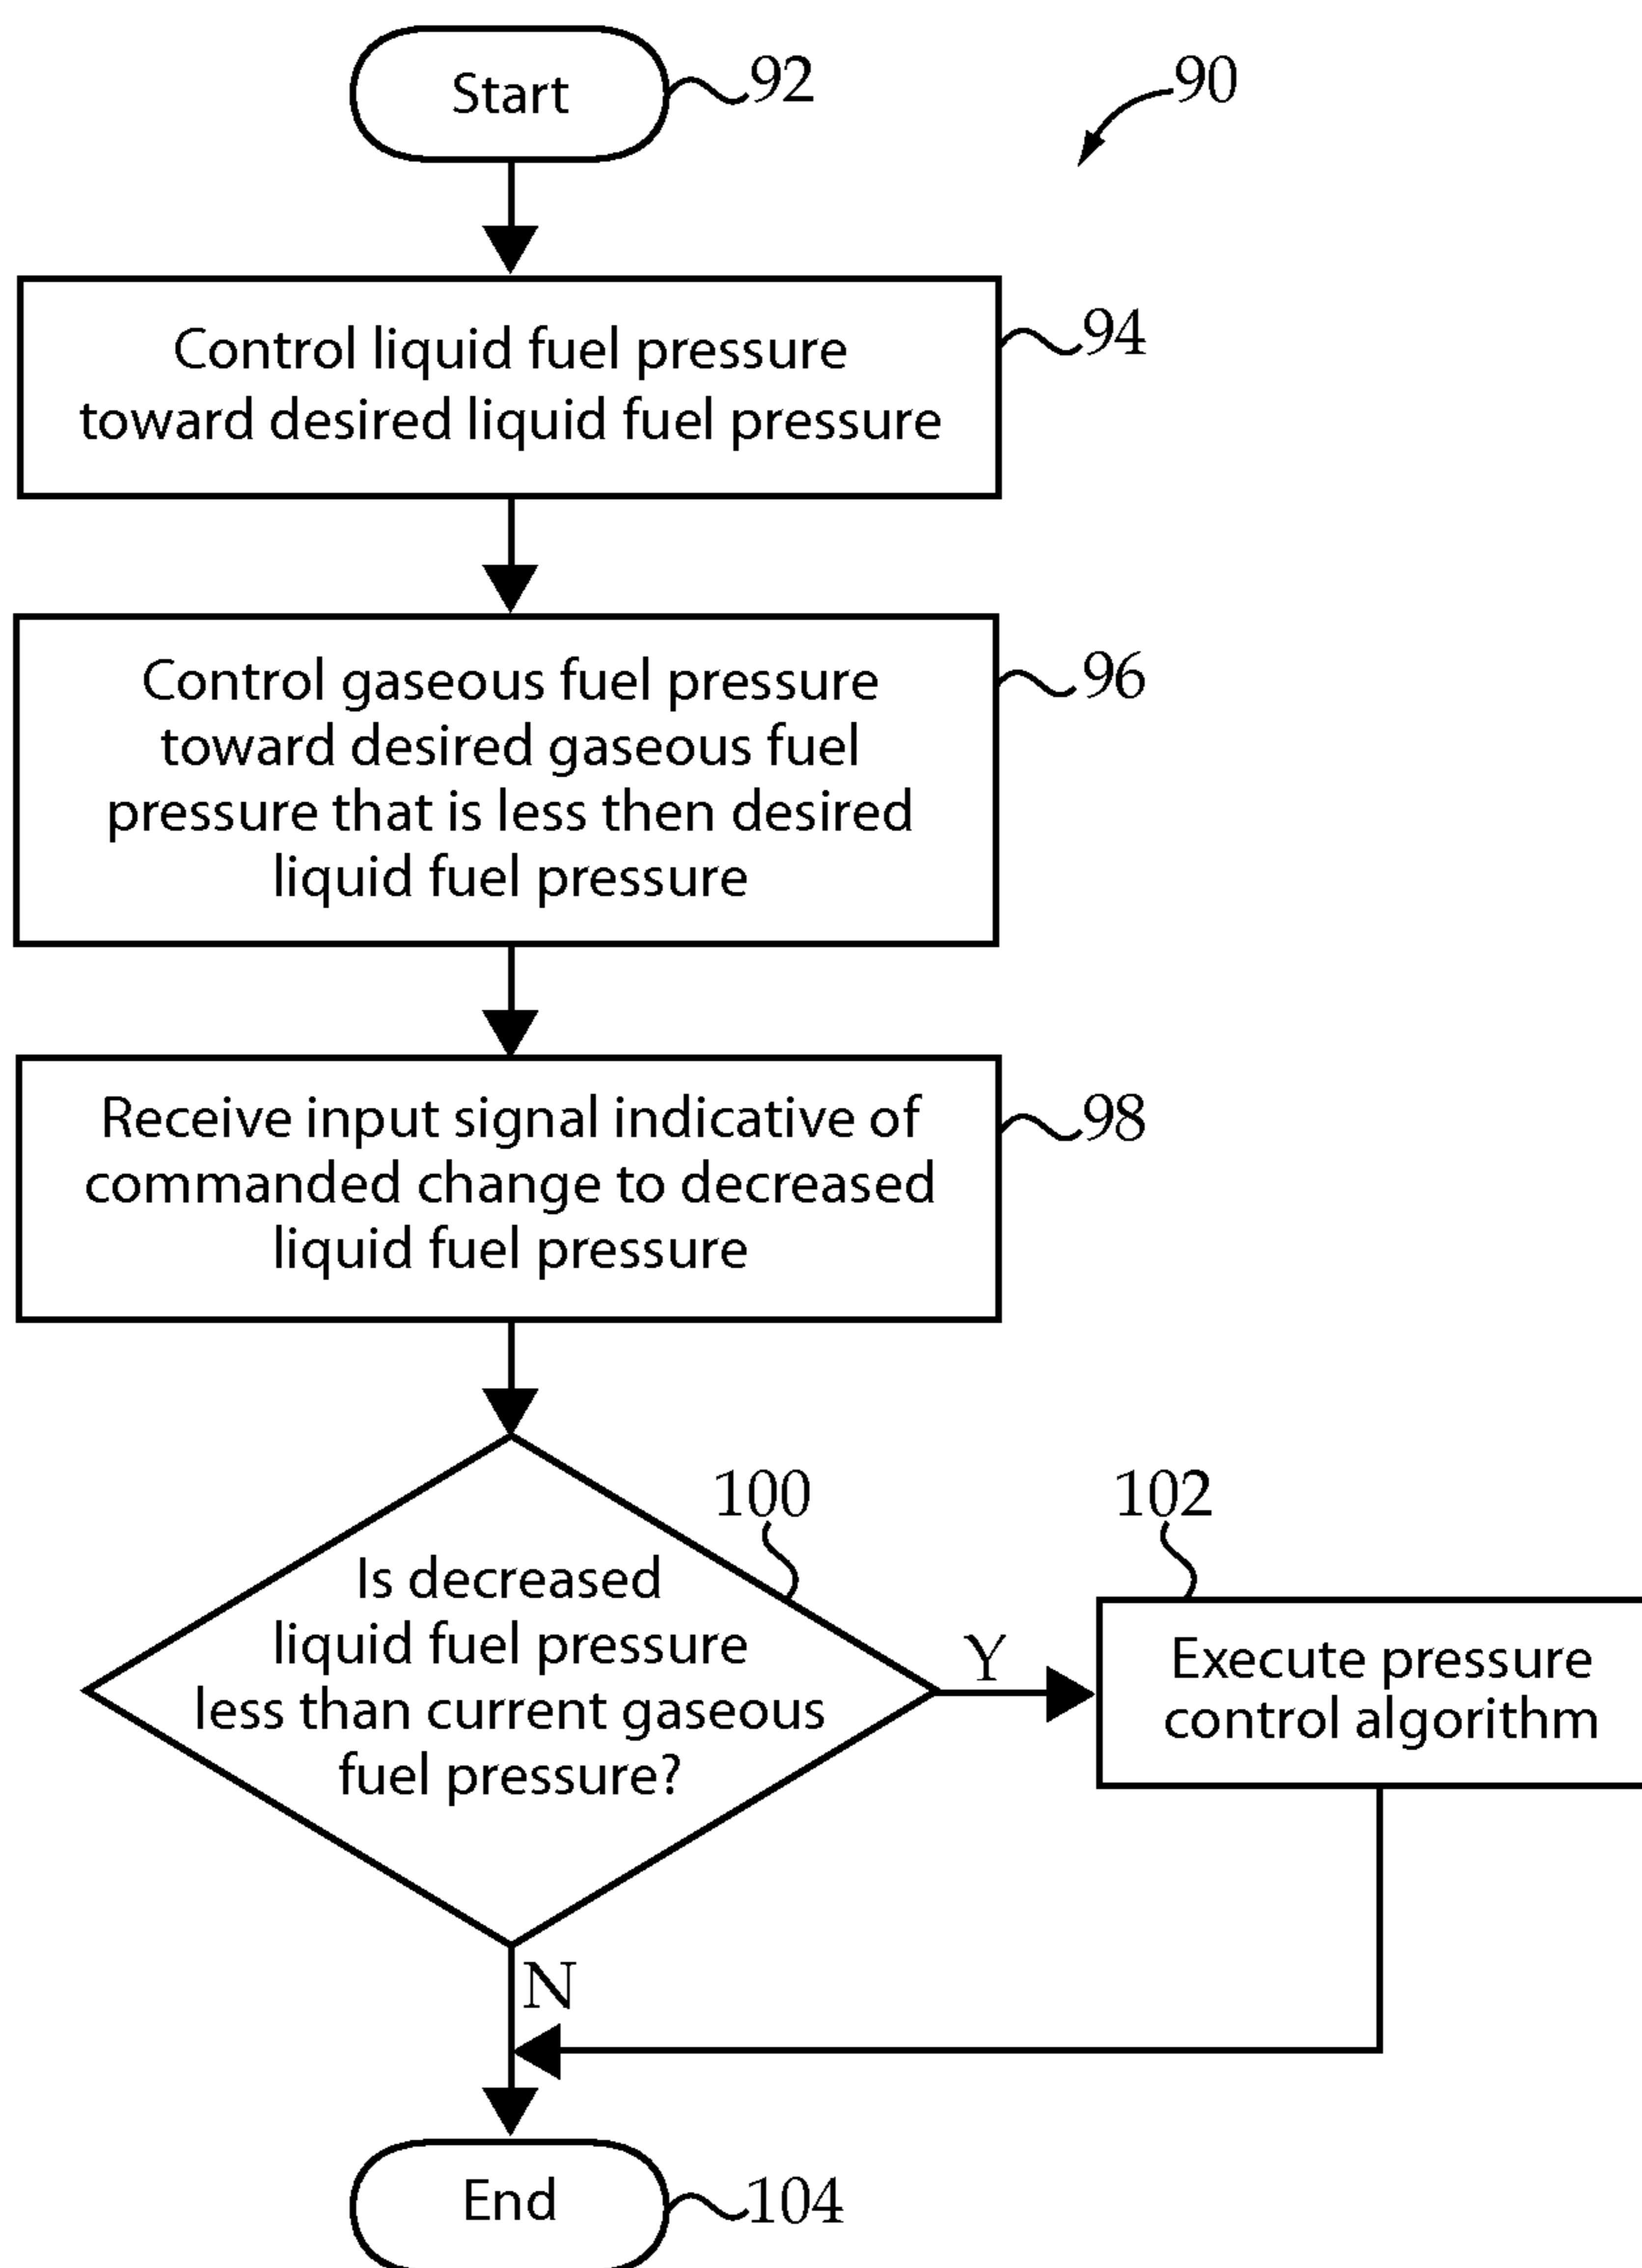 Start
92
90
Control liquid fuel pressure
toward desired liquid fuel pressure
94
Control gaseous fuel pressure
toward desired gaseous fuel
pressure that is less then desired
liquid fuel pressure
96
Receive input signal indicative of
commanded change to decreased
liquid fuel pressure
98
100
102
Is decreased
liquid fuel pressure
less than current gaseous
fuel pressure?
Y
Execute pressure
control algorithm
N
End
104